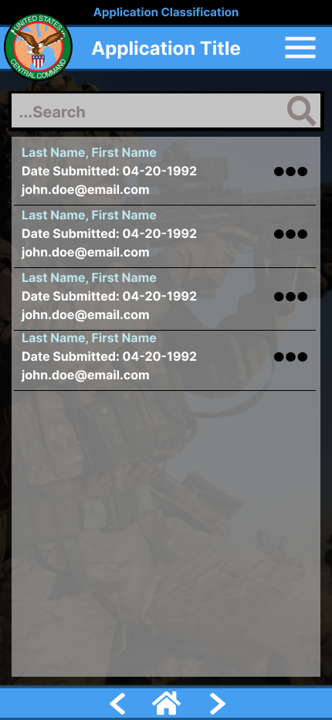 Application Classification
UNITED STATES
CENTRAL COMMAND
Application Title
...Search
Last Name, First Name
Date Submitted: 04-20-1992
john.doe@email.com
Last Name, First Name
Date Submitted: 04-20-1992
john.doe@email.com
Last Name, First Name
Date Submitted: 04-20-1992
john.doe@email.com
Last Name, First Name
Date Submitted: 04-20-1992
john.doe@email.com